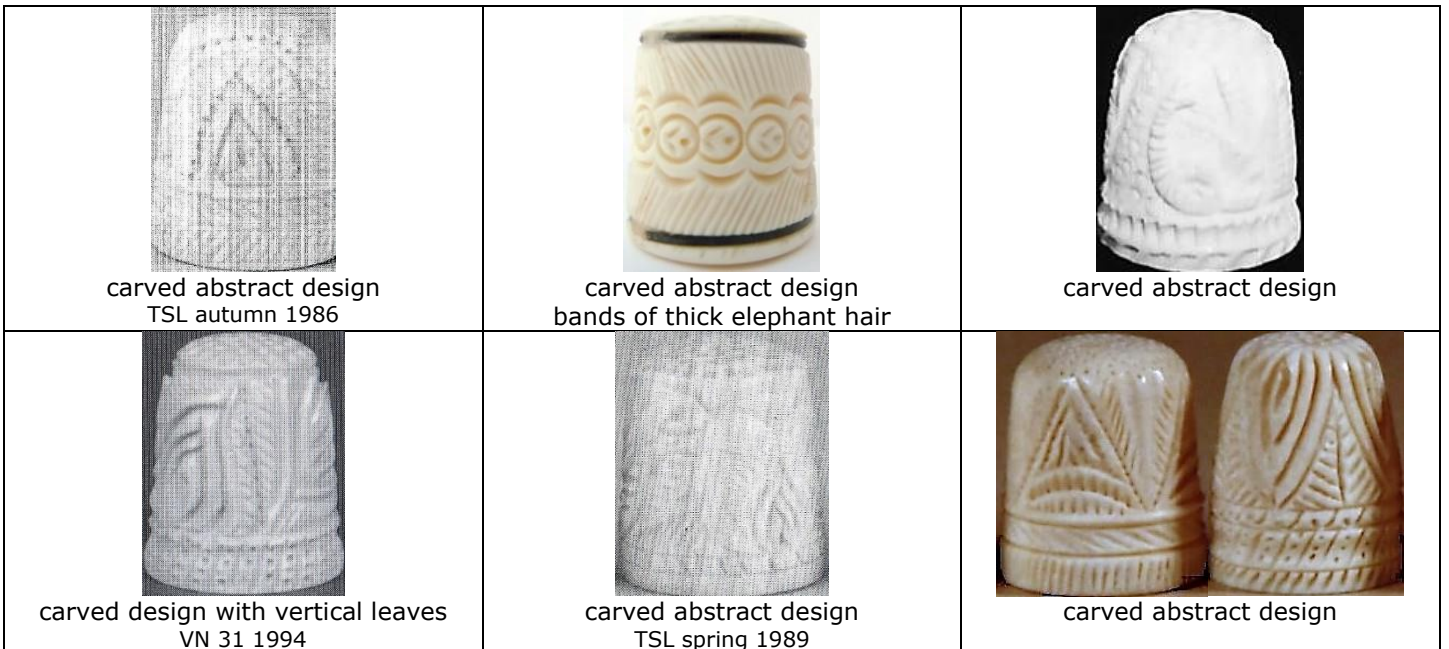 carved abstract design
TSL autumn 1986
carved abstract design
bands of thick elephant hair
carved abstract design
carved design with vertical leaves
VN 31 1994
carved abstract design
TSL spring 1989
carved abstract design